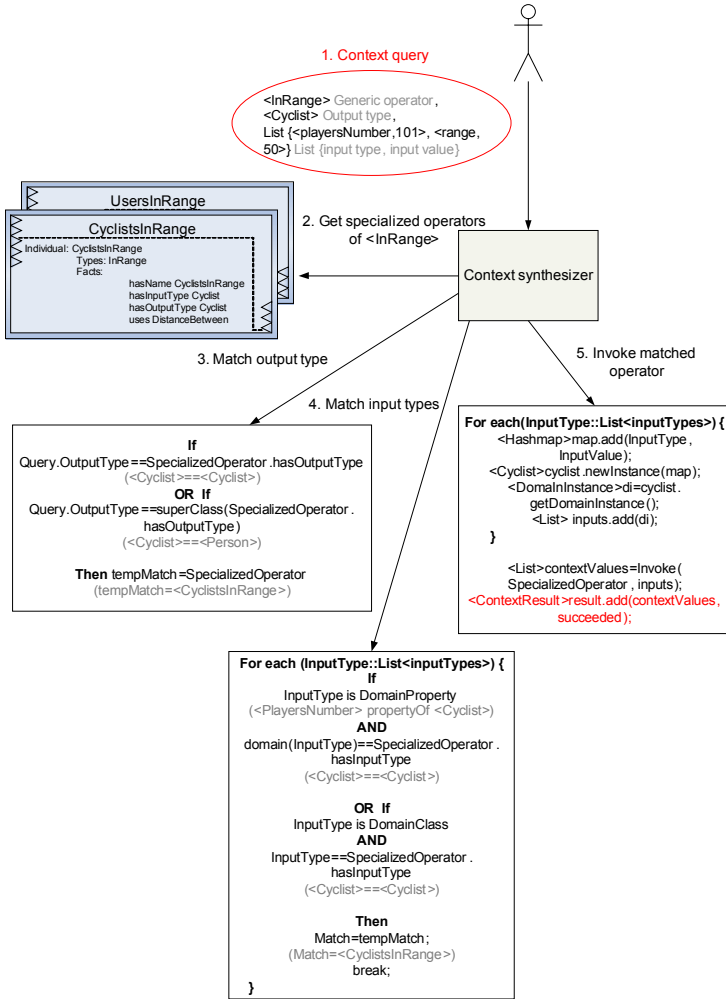 1. Context query
<InRange> Generic operator,
<Cyclist> Output type,
List {<playersNumber,101>, <range,
50>} List {input type, input value}
UsersInRange
CyclistsInRange
Individual: CyclistsInRange
Types: InRange
Facts:
hasName CyclistsInRange
hasInputType Cyclist
hasOutputType Cyclist
uses DistanceBetween
2. Get specialized operators
of <InRange>
Context synthesizer
3. Match output type
4. Match input types
5. Invoke matched
operator
If
Query.OutputType==SpecializedOperator.hasOutputType
(<Cyclist>==<Cyclist>)
OR If
Query.OutputType==superClass(SpecializedOperator.
hasOutputType)
(<Cyclist>==<Person>)
Then tempMatch=SpecializedOperator
(tempMatch=<CyclistsInRange>)
For each(InputType::List<inputTypes>) {
<Hashmap>map.add(InputType,
InputValue);
<Cyclist>cyclist.newInstance(map);
<DomaInInstance>di=cyclist.
getDomainInstance();
<List> inputs.add(di);
}
<List>contextValues=Invoke(
SpecializedOperator, inputs);
<ContextResult>result.add(contextValues,
succeeded);
For each (InputType::List<inputTypes>) {
If
InputType is DomainProperty
(<PlayersNumber> propertyOf <Cyclist>)
AND
domain(InputType)==SpecializedOperator.
hasInputType
(<Cyclist>==<Cyclist>)
OR If
InputType is DomainClass
AND
InputType==SpecializedOperator.
hasInputType
(<Cyclist>==<Cyclist>)
Then
Match=tempMatch;
(Match=<CyclistsInRange>)
break;
}